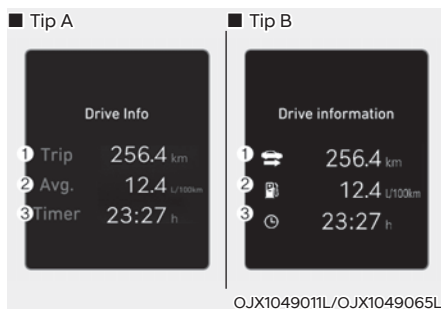 ■ Tip A
Drive Info
① Trip 256.4 km
② Avg. 12.4 L/100km
③ Timer 23:27 h
■ Tip B
Drive information
① 256.4 km
② 12.4 L/100km
③ 23:27 h
OJX1049011L/OJX1049065L